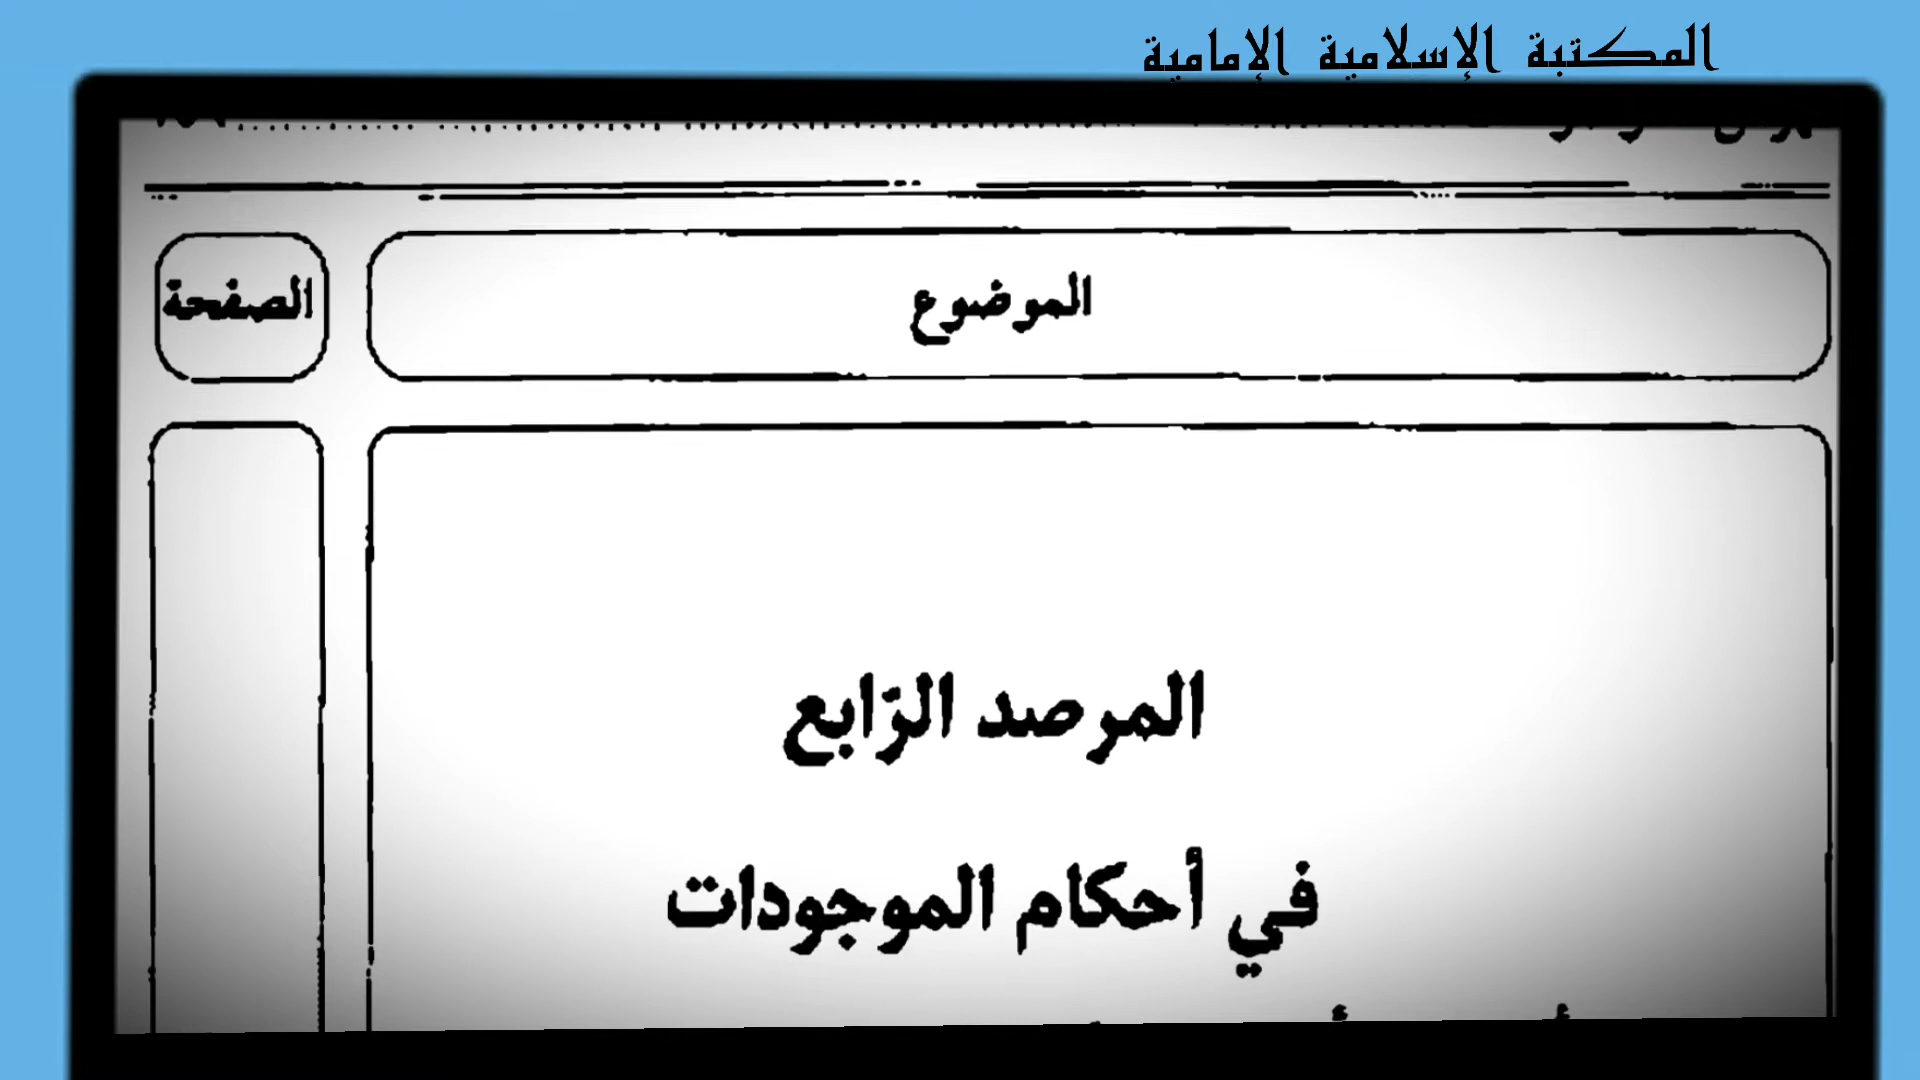 المكتبة الإسلامية الإمامية
الموضوع
الصفحة
المرصد الرّابع
في أحكام الموجودات